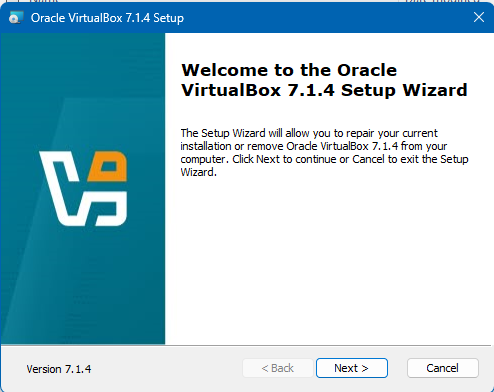 Oracle VirtualBox 7.1.4 Setup
Welcome to the Oracle
VirtualBox 7.1.4 Setup Wizard
The Setup Wizard will allow you to repair your current
installation or remove Oracle VirtualBox 7.1.4 from your
computer. Click Next to continue or Cancel to exit the Setup
Wizard.
Version 7.1.4
< Back
Next >
Cancel